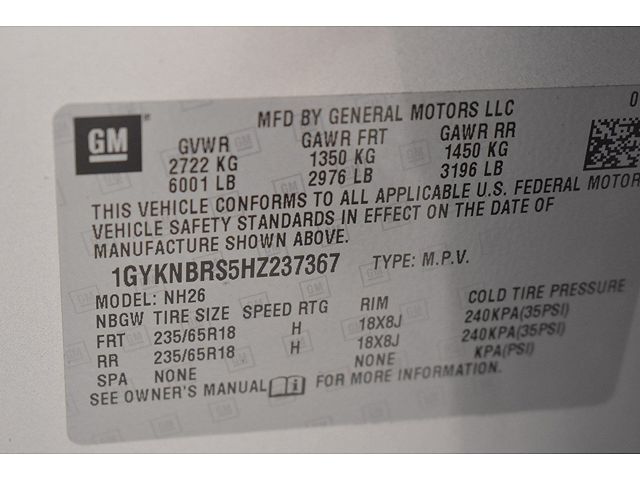 GM
MFD BY GENERAL MOTORS LLC
GVWR GAWR FRT GAWR RR
2722 KG 1350 KG 1450 KG
6001 LB 2976 LB 3196 LB
THIS VEHICLE CONFORMS TO ALL APPLICABLE U.S. FEDERAL MOTOR
VEHICLE SAFETY STANDARDS IN EFFECT ON THE DATE OF
MANUFACTURE SHOWN ABOVE.
1GYKNBRS5HZ237367 TYPE: M.P.V.
MODEL: NH26
NBGW TIRE SIZE SPEED RTG RIM COLD TIRE PRESSURE
FRT 235/65R18 H 18X8J 240KPA(35PSI)
RR 235/65R18 H 18X8J 240KPA(35PSI)
SPA NONE NONE KPA(PSI)
SEE OWNER'S MANUAL FOR MORE INFORMATION.